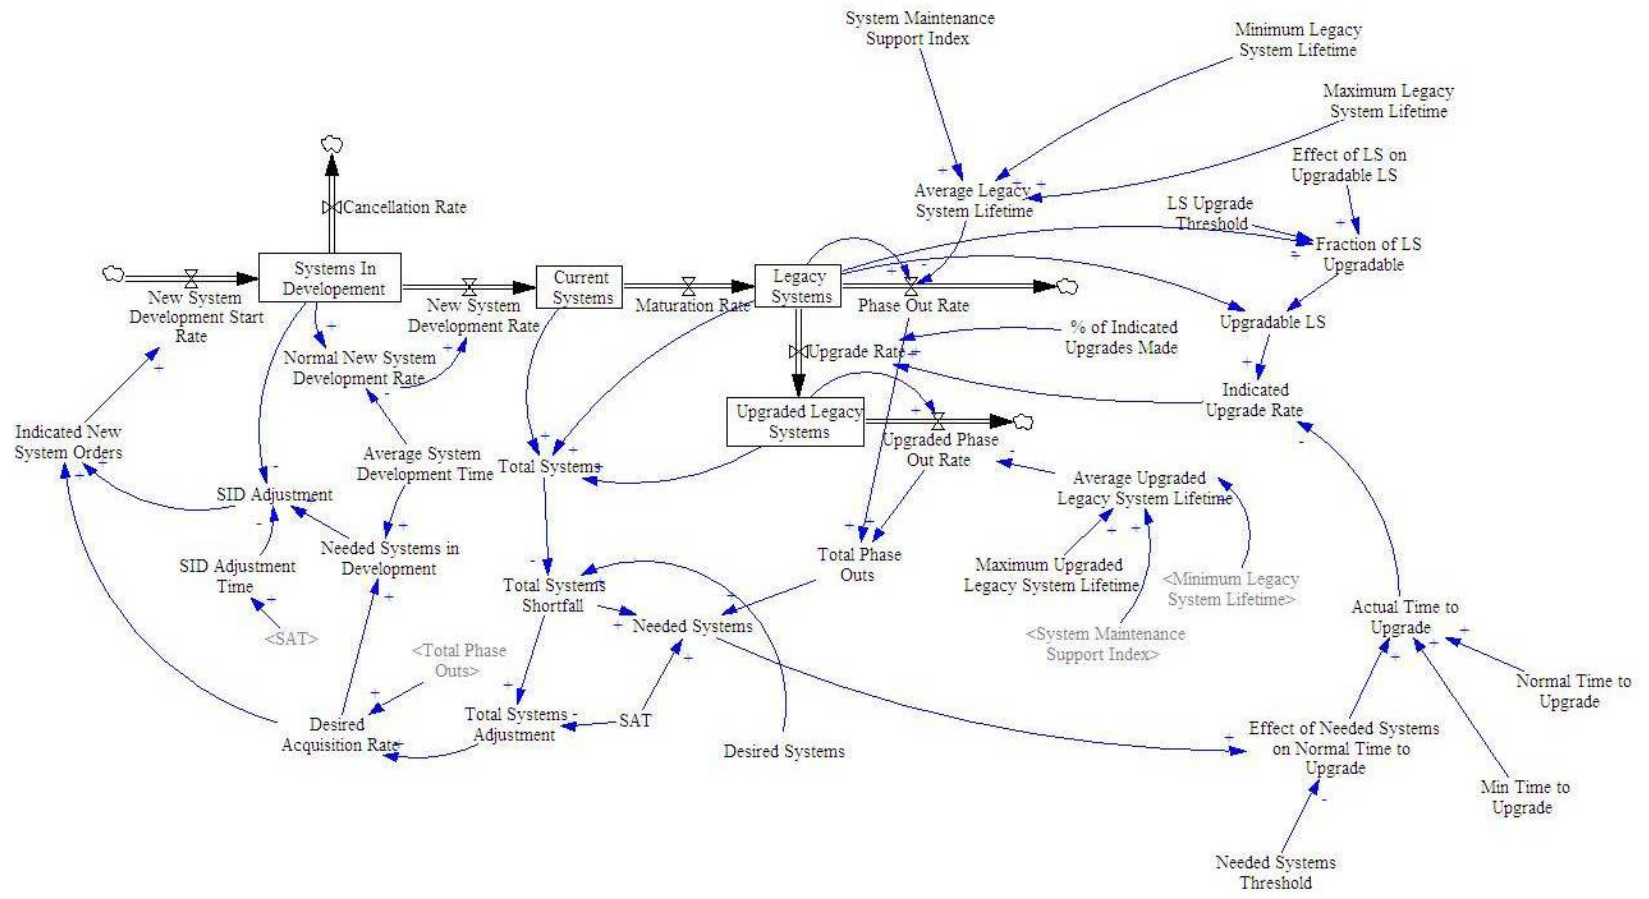 System Maintenance
Support Index
Minimum Legacy
System Lifetime
Maximum Legacy
System Lifetime
Effect of LS on
Upgradable LS
Average Legacy
System Lifetime
LS Upgrade
Threshold
Cancellation Rate
Fraction of LS
Upgradable
Systems In
Developement
Current
Systems
Legacy
Systems
New System
Development Start
Rate
New System
Development Rate
Maturation Rate
Phase Out Rate
Upgradable LS
% of Indicated
Upgrades Made
Upgrade Rate
Normal New System
Development Rate
Indicated
Upgrade Rate
Upgraded Legacy
Systems
Indicated New
System Orders
Upgraded Phase
Out Rate
Average System
Development Time
Total Systems
Average Upgraded
Legacy System Lifetime
SID Adjustment
Needed Systems in
Development
Total Phase
Outs
SID Adjustment
Time
Maximum Upgraded
Legacy System Lifetime
<Minimum Legacy
System Lifetime>
Total Systems
Shortfall
Actual Time to
Upgrade
<SAT>
Needed Systems
<System Maintenance
Support Index>
<Total Phase
Outs>
Normal Time to
Upgrade
Desired
Acquisition Rate
Total Systems
Adjustment
SAT
Desired Systems
Effect of Needed Systems
on Normal Time to
Upgrade
Min Time to
Upgrade
Needed Systems
Threshold